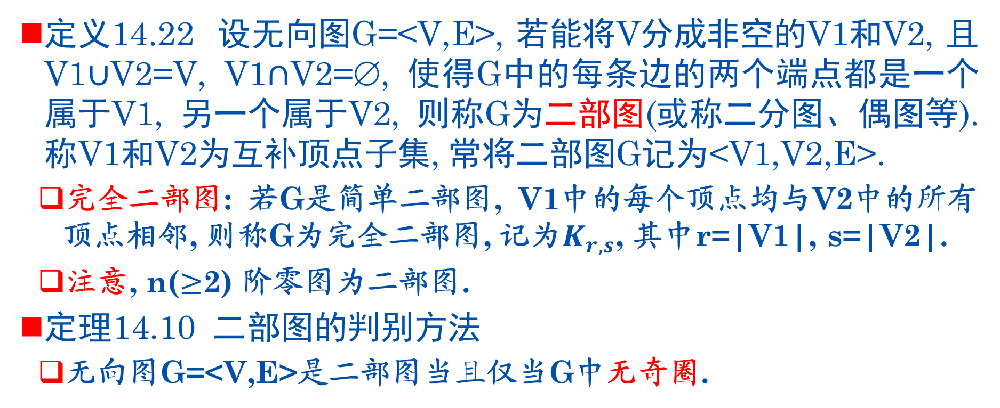 定义14.22 设无向图G=<V,E>, 若能将V分成非空的V1和V2, 且
V1∪V2=V, V1∩V2=∅, 使得G中的每条边的两个端点都是一个
属于V1, 另一个属于V2, 则称G为二部图(或称二分图、偶图等).
称V1和V2为互补顶点子集, 常将二部图G记为<V1,V2,E>.
完全二部图: 若G是简单二部图, V1中的每个顶点均与V2中的所有
顶点相邻, 则称G为完全二部图, 记为K_{r,s}, 其中r=|V1|, s=|V2|.
注意, n(≥2) 阶零图为二部图.
定理14.10 二部图的判别方法
无向图G=<V,E>是二部图当且仅当G中无奇圈.